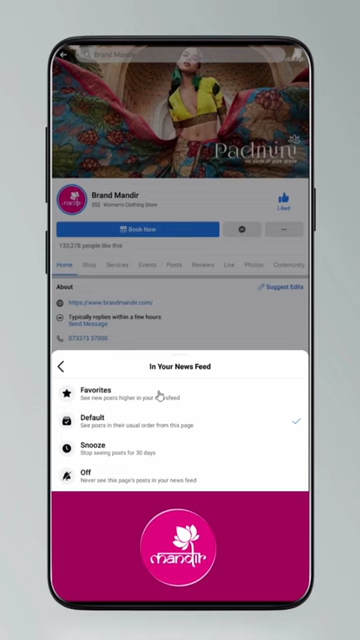 Brand Mandir
Padmini
mandir
Brand Mandir
$$$ Women's Clothing Store
Liked
Book Now
133,278 people like this
Home Shop Services Events Posts Reviews Live Photos Community
About
Suggest Edits
https://www.brandmandir.com/
Typically replies within a few hours
Send Message
073373 37000
In Your News Feed
Favorites
See new posts higher in your newsfeed
Default
See posts in their usual order from this page
Snooze
Stop seeing posts for 30 days
Off
Never see this page's posts in your news feed
mandir